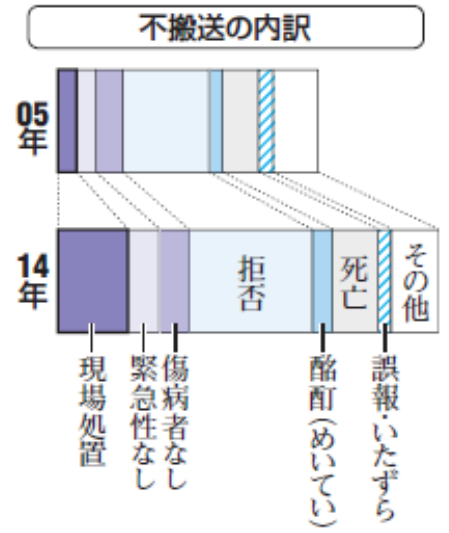 不搬送の内訳
05年
14年
拒否
死亡
その他
現場処置
緊急性なし
傷病者なし
酩酊(めいてい)
誤報・いたずら